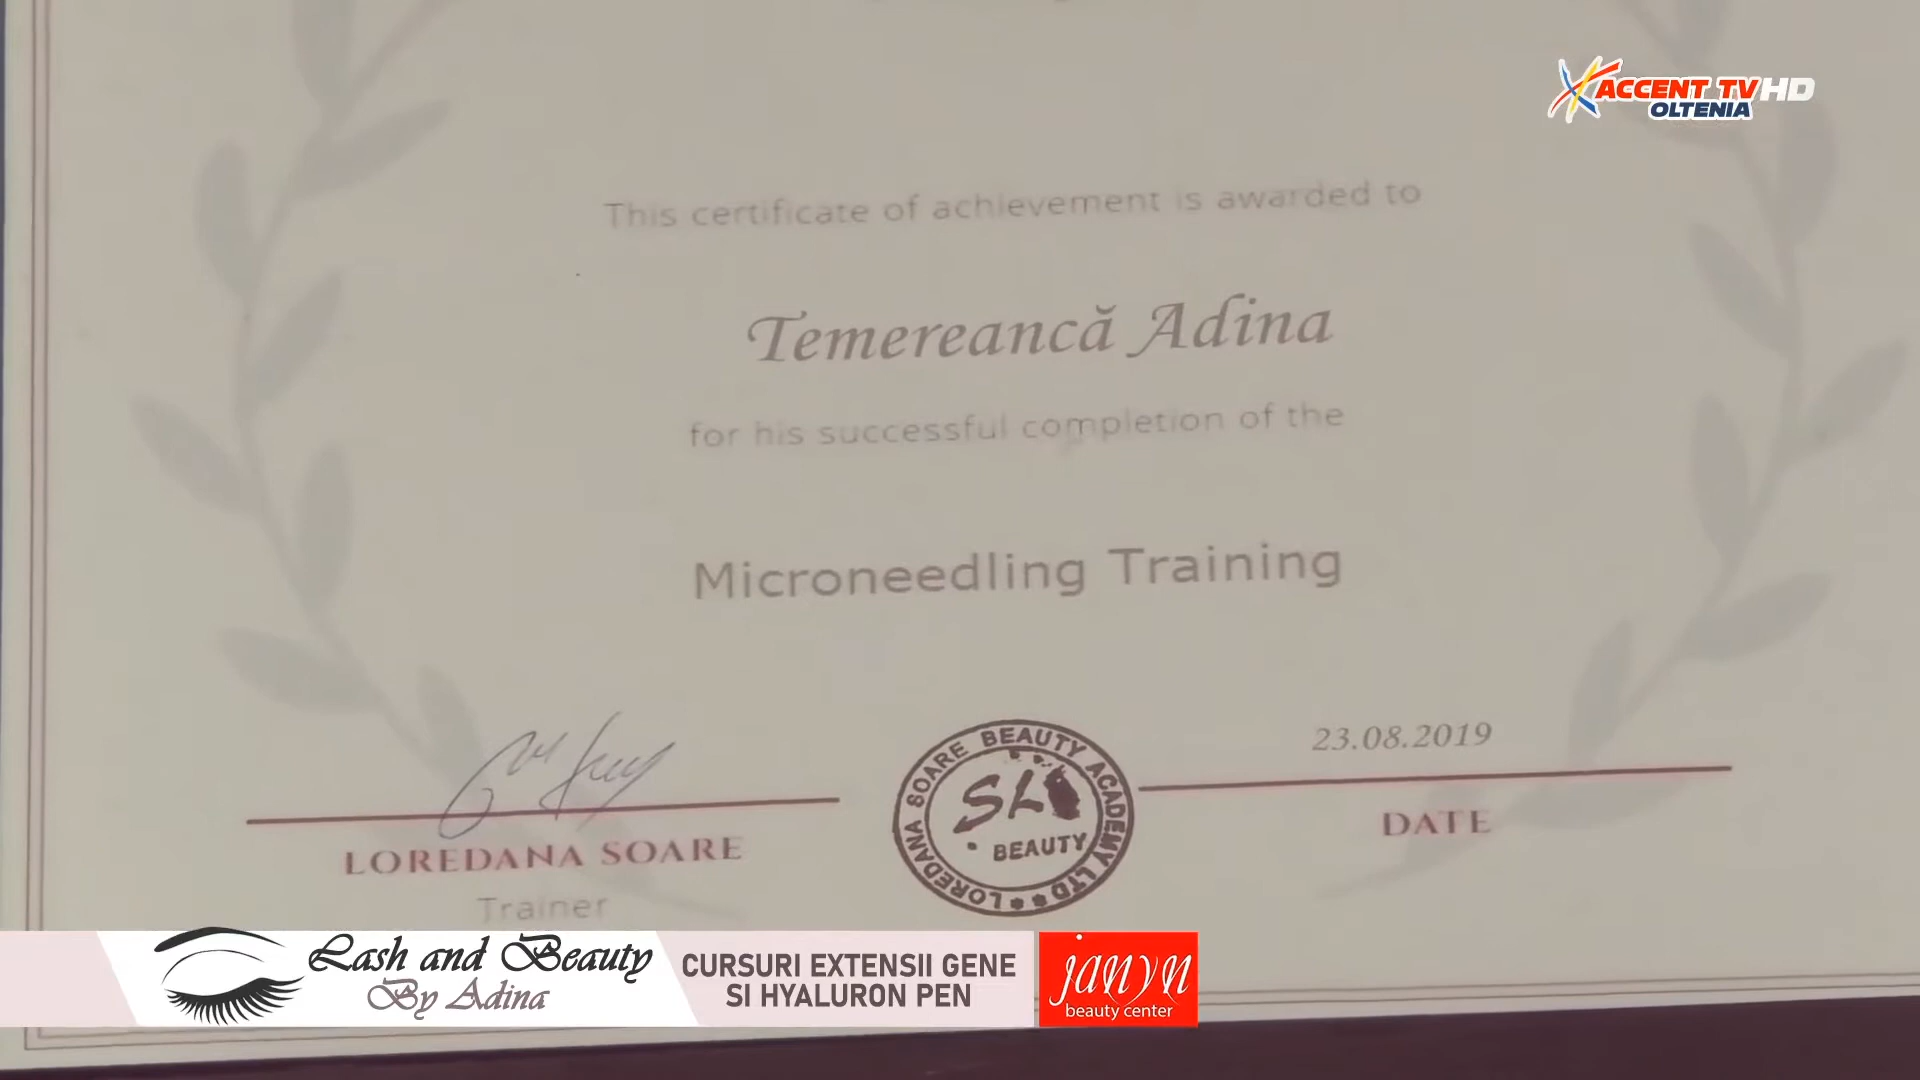 ACCENT TV HD
OLTENIA
This certificate of achievement is awarded to
Temereancă Adina
for his successful completion of the
Microneedling Training
23.08.2019
LOREDANA SOARE BEAUTY ACADEMY LTD
SL
BEAUTY
LOREDANA SOARE
DATE
Trainer
Lash and Beauty
By Adina
CURSURI EXTENSII GENE
SI HYALURON PEN
janyn
beauty center